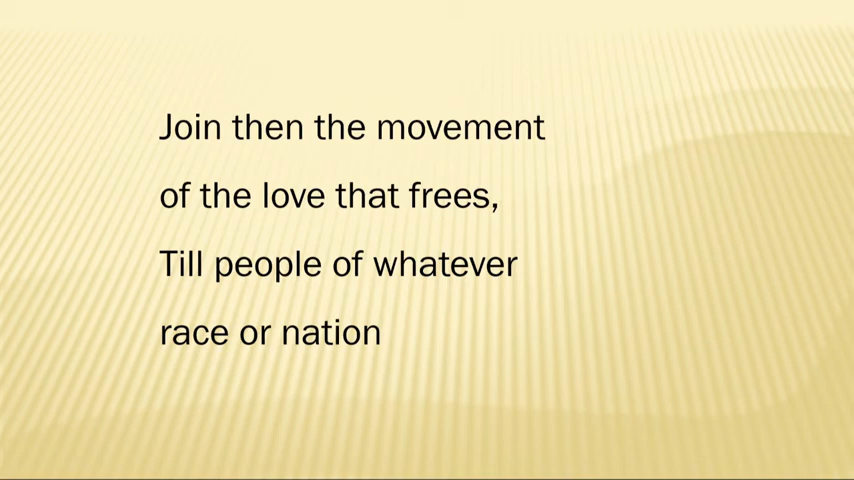 Join then the movement
of the love that frees,
Till people of whatever
race or nation